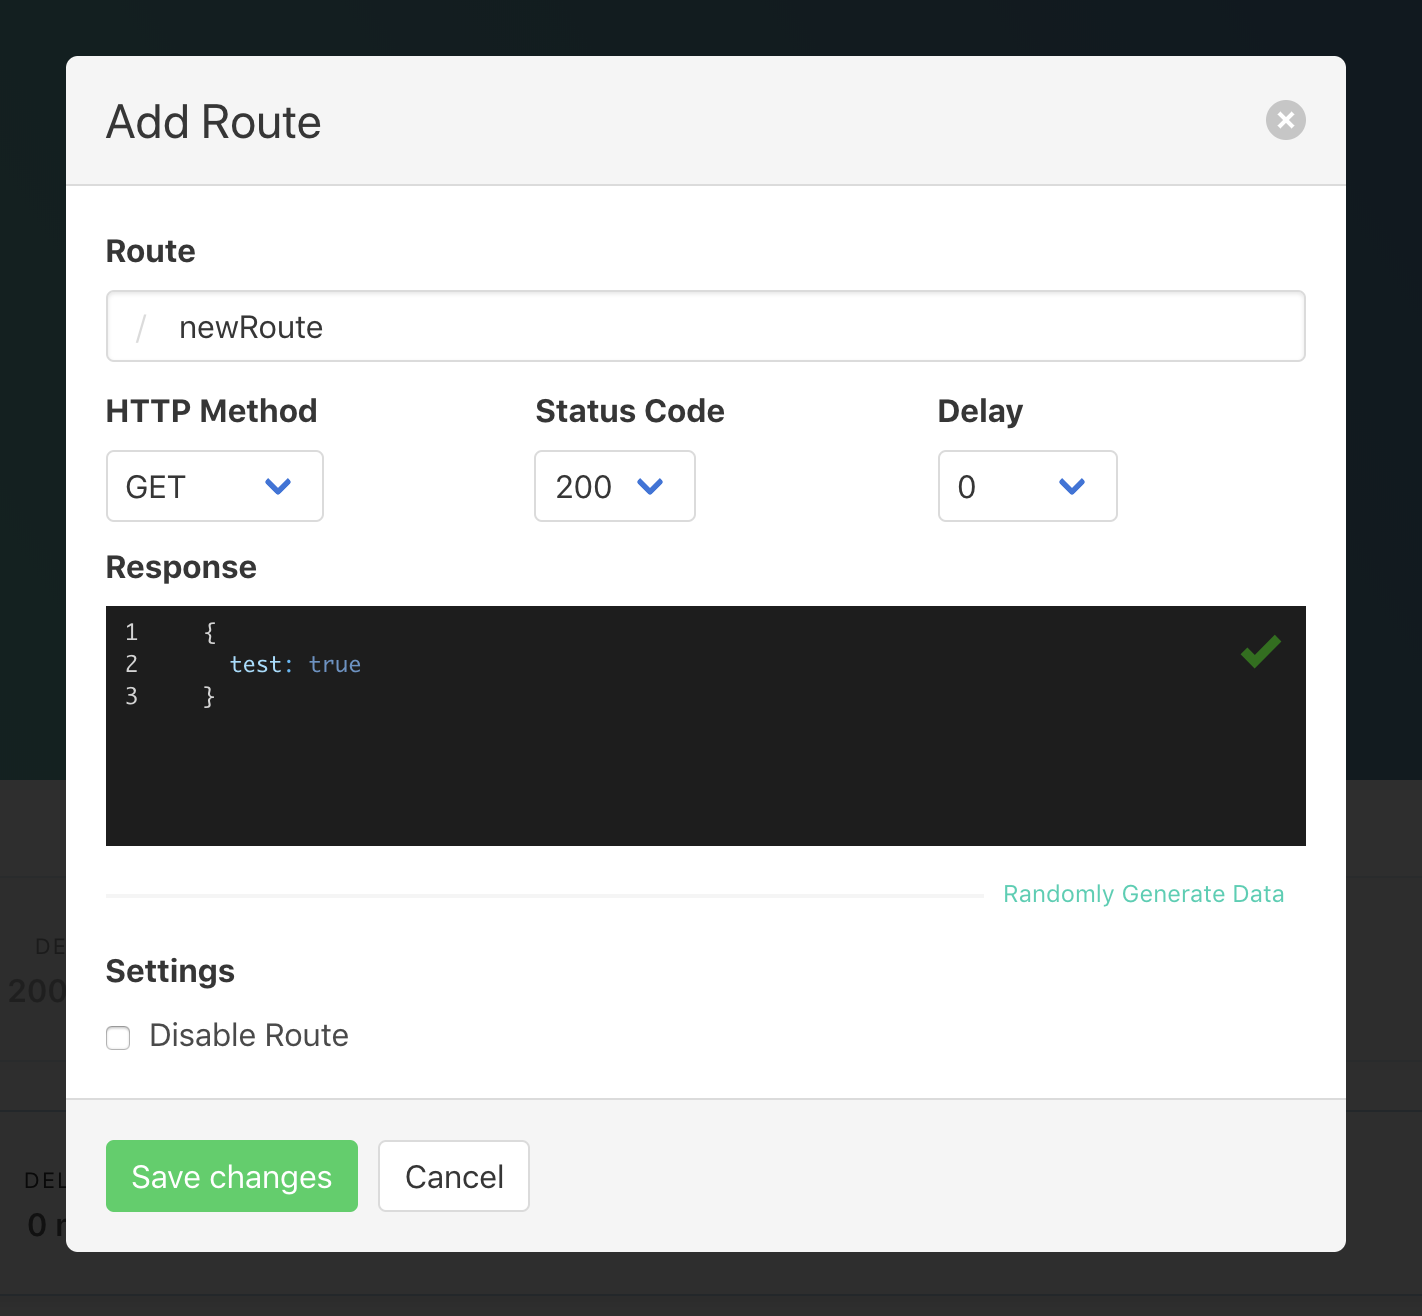 Add Route
Route
/ newRoute
HTTP Method Status Code Delay
GET 200 0
Response
1 {
2 test: true
3 }
Randomly Generate Data
DE
200
Settings
Disable Route
DEL
0
Save changes Cancel